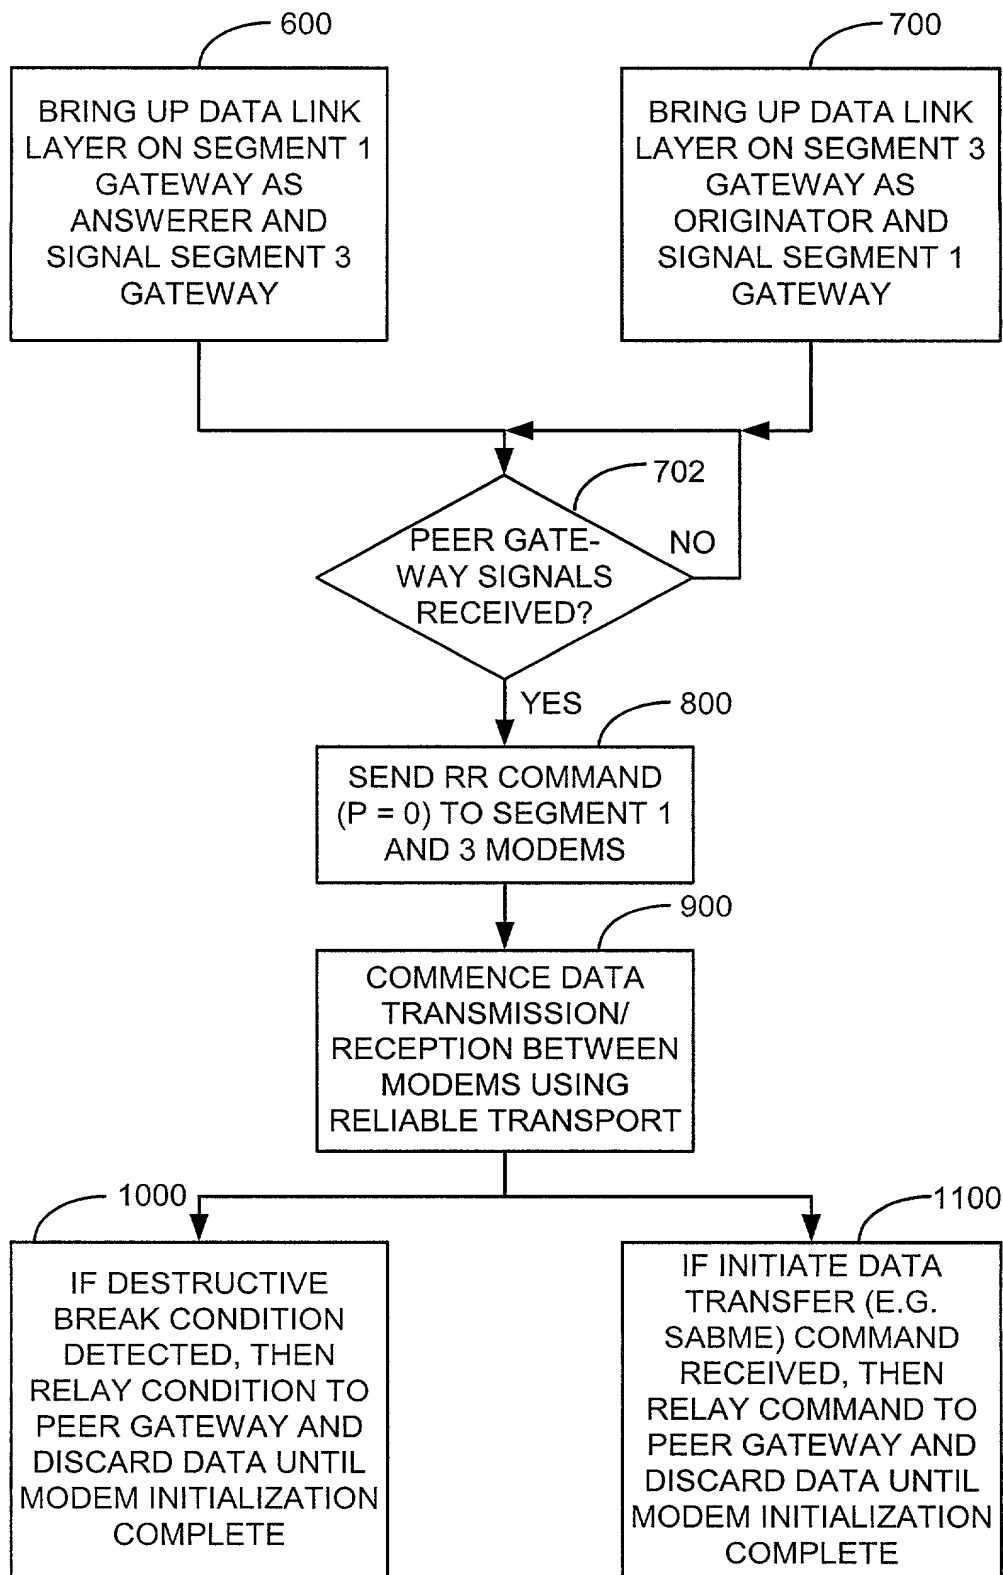 600
BRING UP DATA LINK
LAYER ON SEGMENT 1
GATEWAY AS
ANSWERER AND
SIGNAL SEGMENT 3
GATEWAY
700
BRING UP DATA LINK
LAYER ON SEGMENT 3
GATEWAY AS
ORIGINATOR AND
SIGNAL SEGMENT 1
GATEWAY
702
PEER GATE-
WAY SIGNALS
RECEIVED?
NO
YES
800
SEND RR COMMAND
(P = 0) TO SEGMENT 1
AND 3 MODEMS
900
COMMENCE DATA
TRANSMISSION/
RECEPTION BETWEEN
MODEMS USING
RELIABLE TRANSPORT
1000
IF DESTRUCTIVE
BREAK CONDITION
DETECTED, THEN
RELAY CONDITION TO
PEER GATEWAY AND
DISCARD DATA UNTIL
MODEM INITIALIZATION
COMPLETE
1100
IF INITIATE DATA
TRANSFER (E.G.
SABME) COMMAND
RECEIVED, THEN
RELAY COMMAND TO
PEER GATEWAY AND
DISCARD DATA UNTIL
MODEM INITIALIZATION
COMPLETE